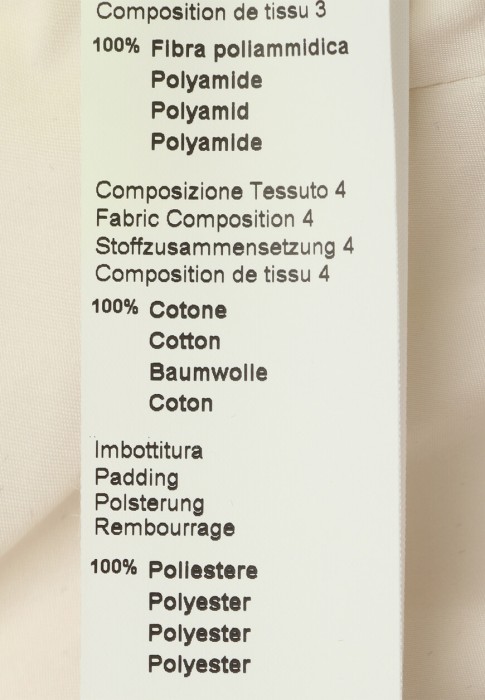 Composition de tissu 3
100% Fibra poliammidica
Polyamide
Polyamid
Polyamide
Composizione Tessuto 4
Fabric Composition 4
Stoffzusammensetzung 4
Composition de tissu 4
100% Cotone
Cotton
Baumwolle
Coton
Imbottitura
Padding
Polsterung
Rembourrage
100% Poliestere
Polyester
Polyester
Polyester